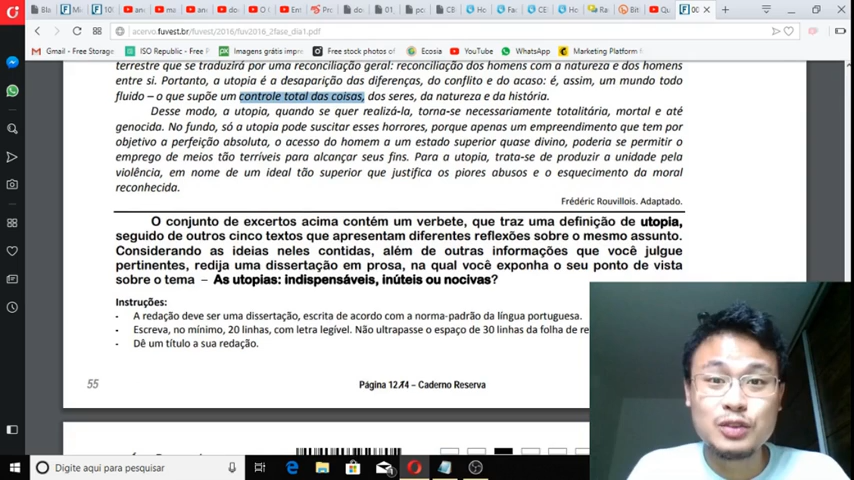 acervo.fuvest.br/fuvest/2016/fuv2016_2fase_dia1.pdf
Gmail - Free Storage
ISO Republic - Free P
Imagens grátis impre
Free stock photos of
Ecosia
YouTube
WhatsApp
Marketing Platform
terrestre que se traduzirá por uma reconciliação geral: reconciliação dos homens com a natureza e dos homens
entre si. Portanto, a utopia é a desaparição das diferenças, do conflito e do acaso: é, assim, um mundo todo
fluido – o que supõe um controle total das coisas, dos seres, da natureza e da história.
Desse modo, a utopia, quando se quer realizá-la, torna-se necessariamente totalitária, mortal e até
genocida. No fundo, só a utopia pode suscitar esses horrores, porque apenas um empreendimento que tem por
objetivo a perfeição absoluta, o acesso do homem a um estado superior quase divino, poderia se permitir o
emprego de meios tão terríveis para alcançar seus fins. Para a utopia, trata-se de produzir a unidade pela
violência, em nome de um ideal tão superior que justifica os piores abusos e o esquecimento da moral
reconhecida.
Frédéric Rouvillois. Adaptado.
O conjunto de excertos acima contém um verbete, que traz uma definição de utopia,
seguido de outros cinco textos que apresentam diferentes reflexões sobre o mesmo assunto.
Considerando as ideias neles contidas, além de outras informações que você julgue
pertinentes, redija uma dissertação em prosa, na qual você exponha o seu ponto de vista
sobre o tema – As utopias: indispensáveis, inúteis ou nocivas?
Instruções:
- A redação deve ser uma dissertação, escrita de acordo com a norma-padrão da língua portuguesa.
- Escreva, no mínimo, 20 linhas, com letra legível. Não ultrapasse o espaço de 30 linhas da folha de
- Dê um título a sua redação.
55
Página 12/14 – Caderno Reserva
Digite aqui para pesquisar